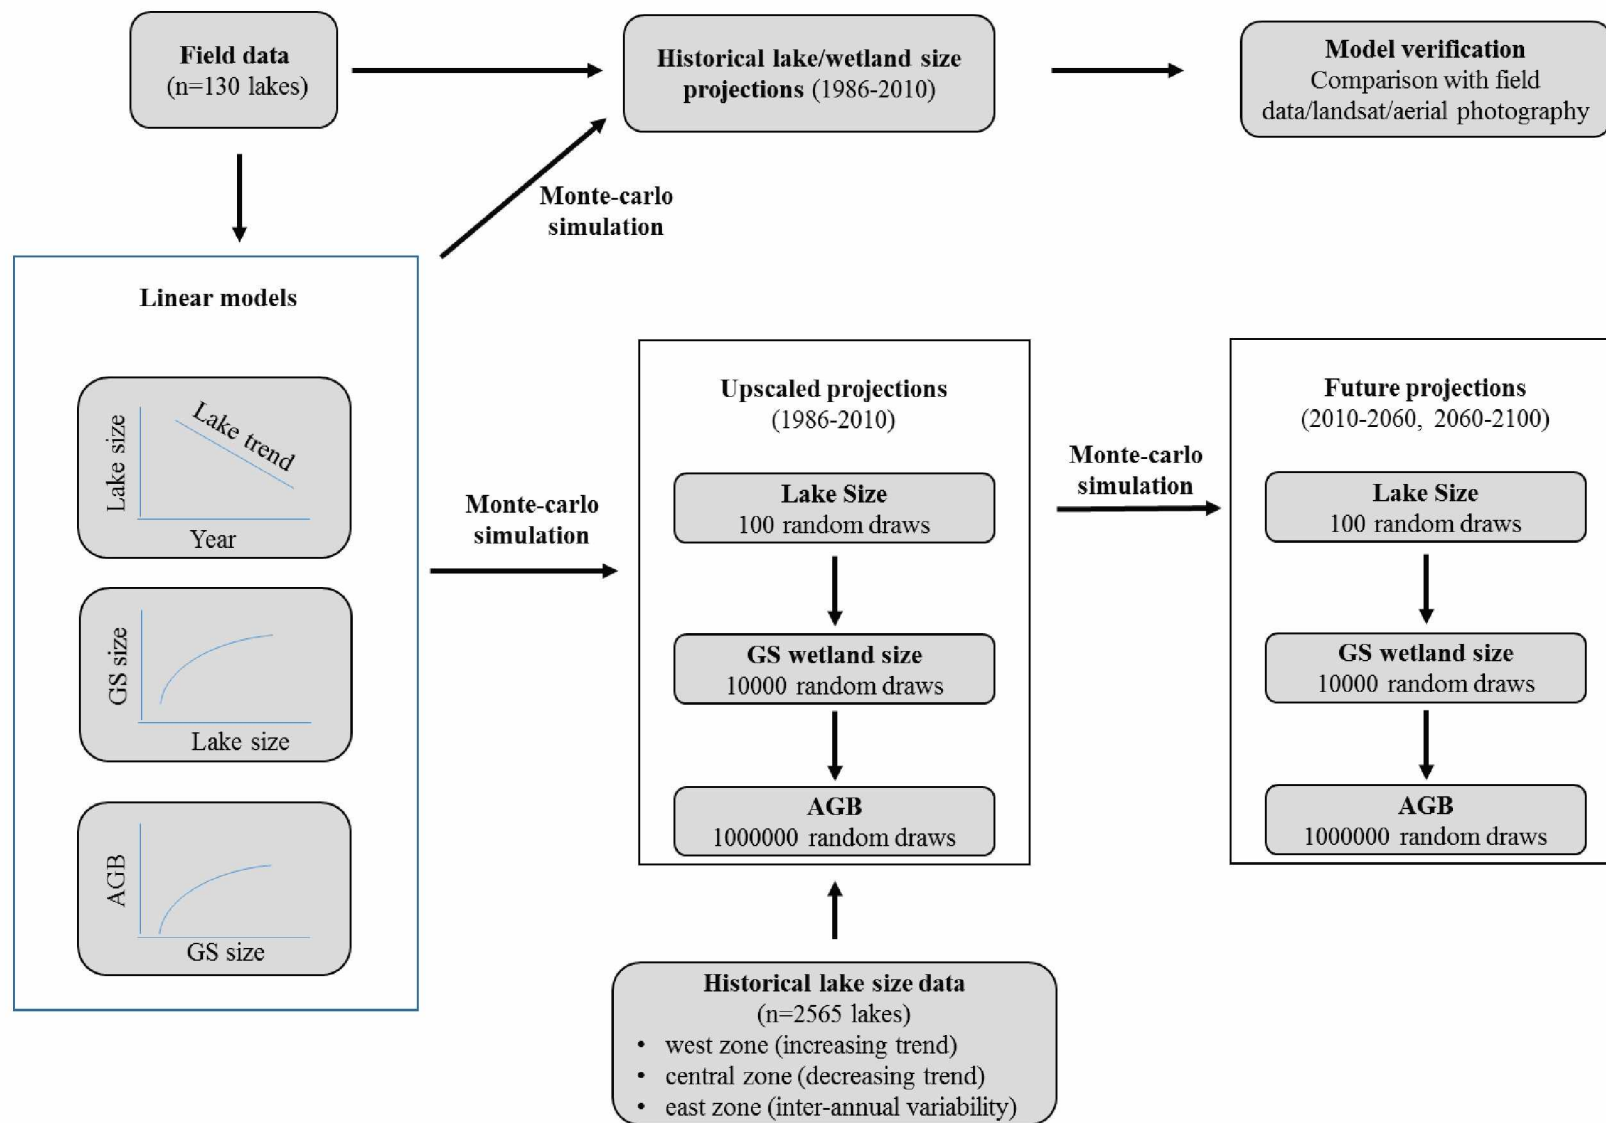 Field data
(n=130 lakes)
Historical lake/wetland size
projections (1986-2010)
Model verification
Comparison with field
data/landsat/aerial photography
Monte-carlo
simulation
Linear models
Lake size
Lake trend
Year
GS size
Lake size
AGB
GS size
Monte-carlo
simulation
Upscaled projections
(1986-2010)
Lake Size
100 random draws
GS wetland size
10000 random draws
AGB
1000000 random draws
Monte-carlo
simulation
Future projections
(2010-2060, 2060-2100)
Lake Size
100 random draws
GS wetland size
10000 random draws
AGB
1000000 random draws
Historical lake size data
(n=2565 lakes)
• west zone (increasing trend)
• central zone (decreasing trend)
• east zone (inter-annual variability)